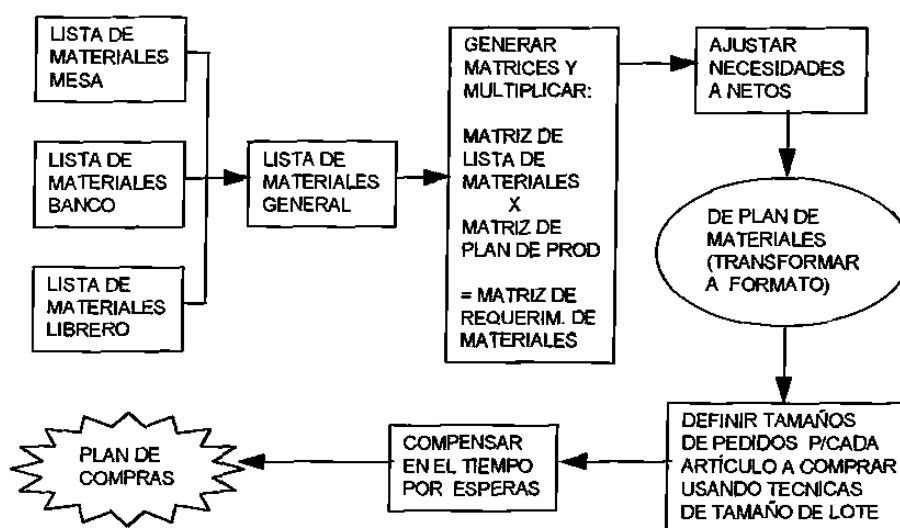 LISTA DE
MATERIALES
MESA
LISTA DE
MATERIALES
BANCO
LISTA DE
MATERIALES
LIBRERO
LISTA DE
MATERIALES
GENERAL
GENERAR
MATRICES Y
MULTIPLICAR:
MATRIZ DE
LISTA DE
MATERIALES
X
MATRIZ DE
PLAN DE PROD
= MATRIZ DE
REQUERIM. DE
MATERIALES
AJUSTAR
NECESIDADES
A NETOS
DE PLAN DE
MATERIALES
(TRANSFORMAR
A FORMATO)
DEFINIR TAMAÑOS
DE PEDIDOS P/CADA
ARTÍCULO A COMPRAR
USANDO TECNICAS
DE TAMAÑO DE LOTE
COMPENSAR
EN EL TIEMPO
POR ESPERAS
PLAN DE
COMPRAS